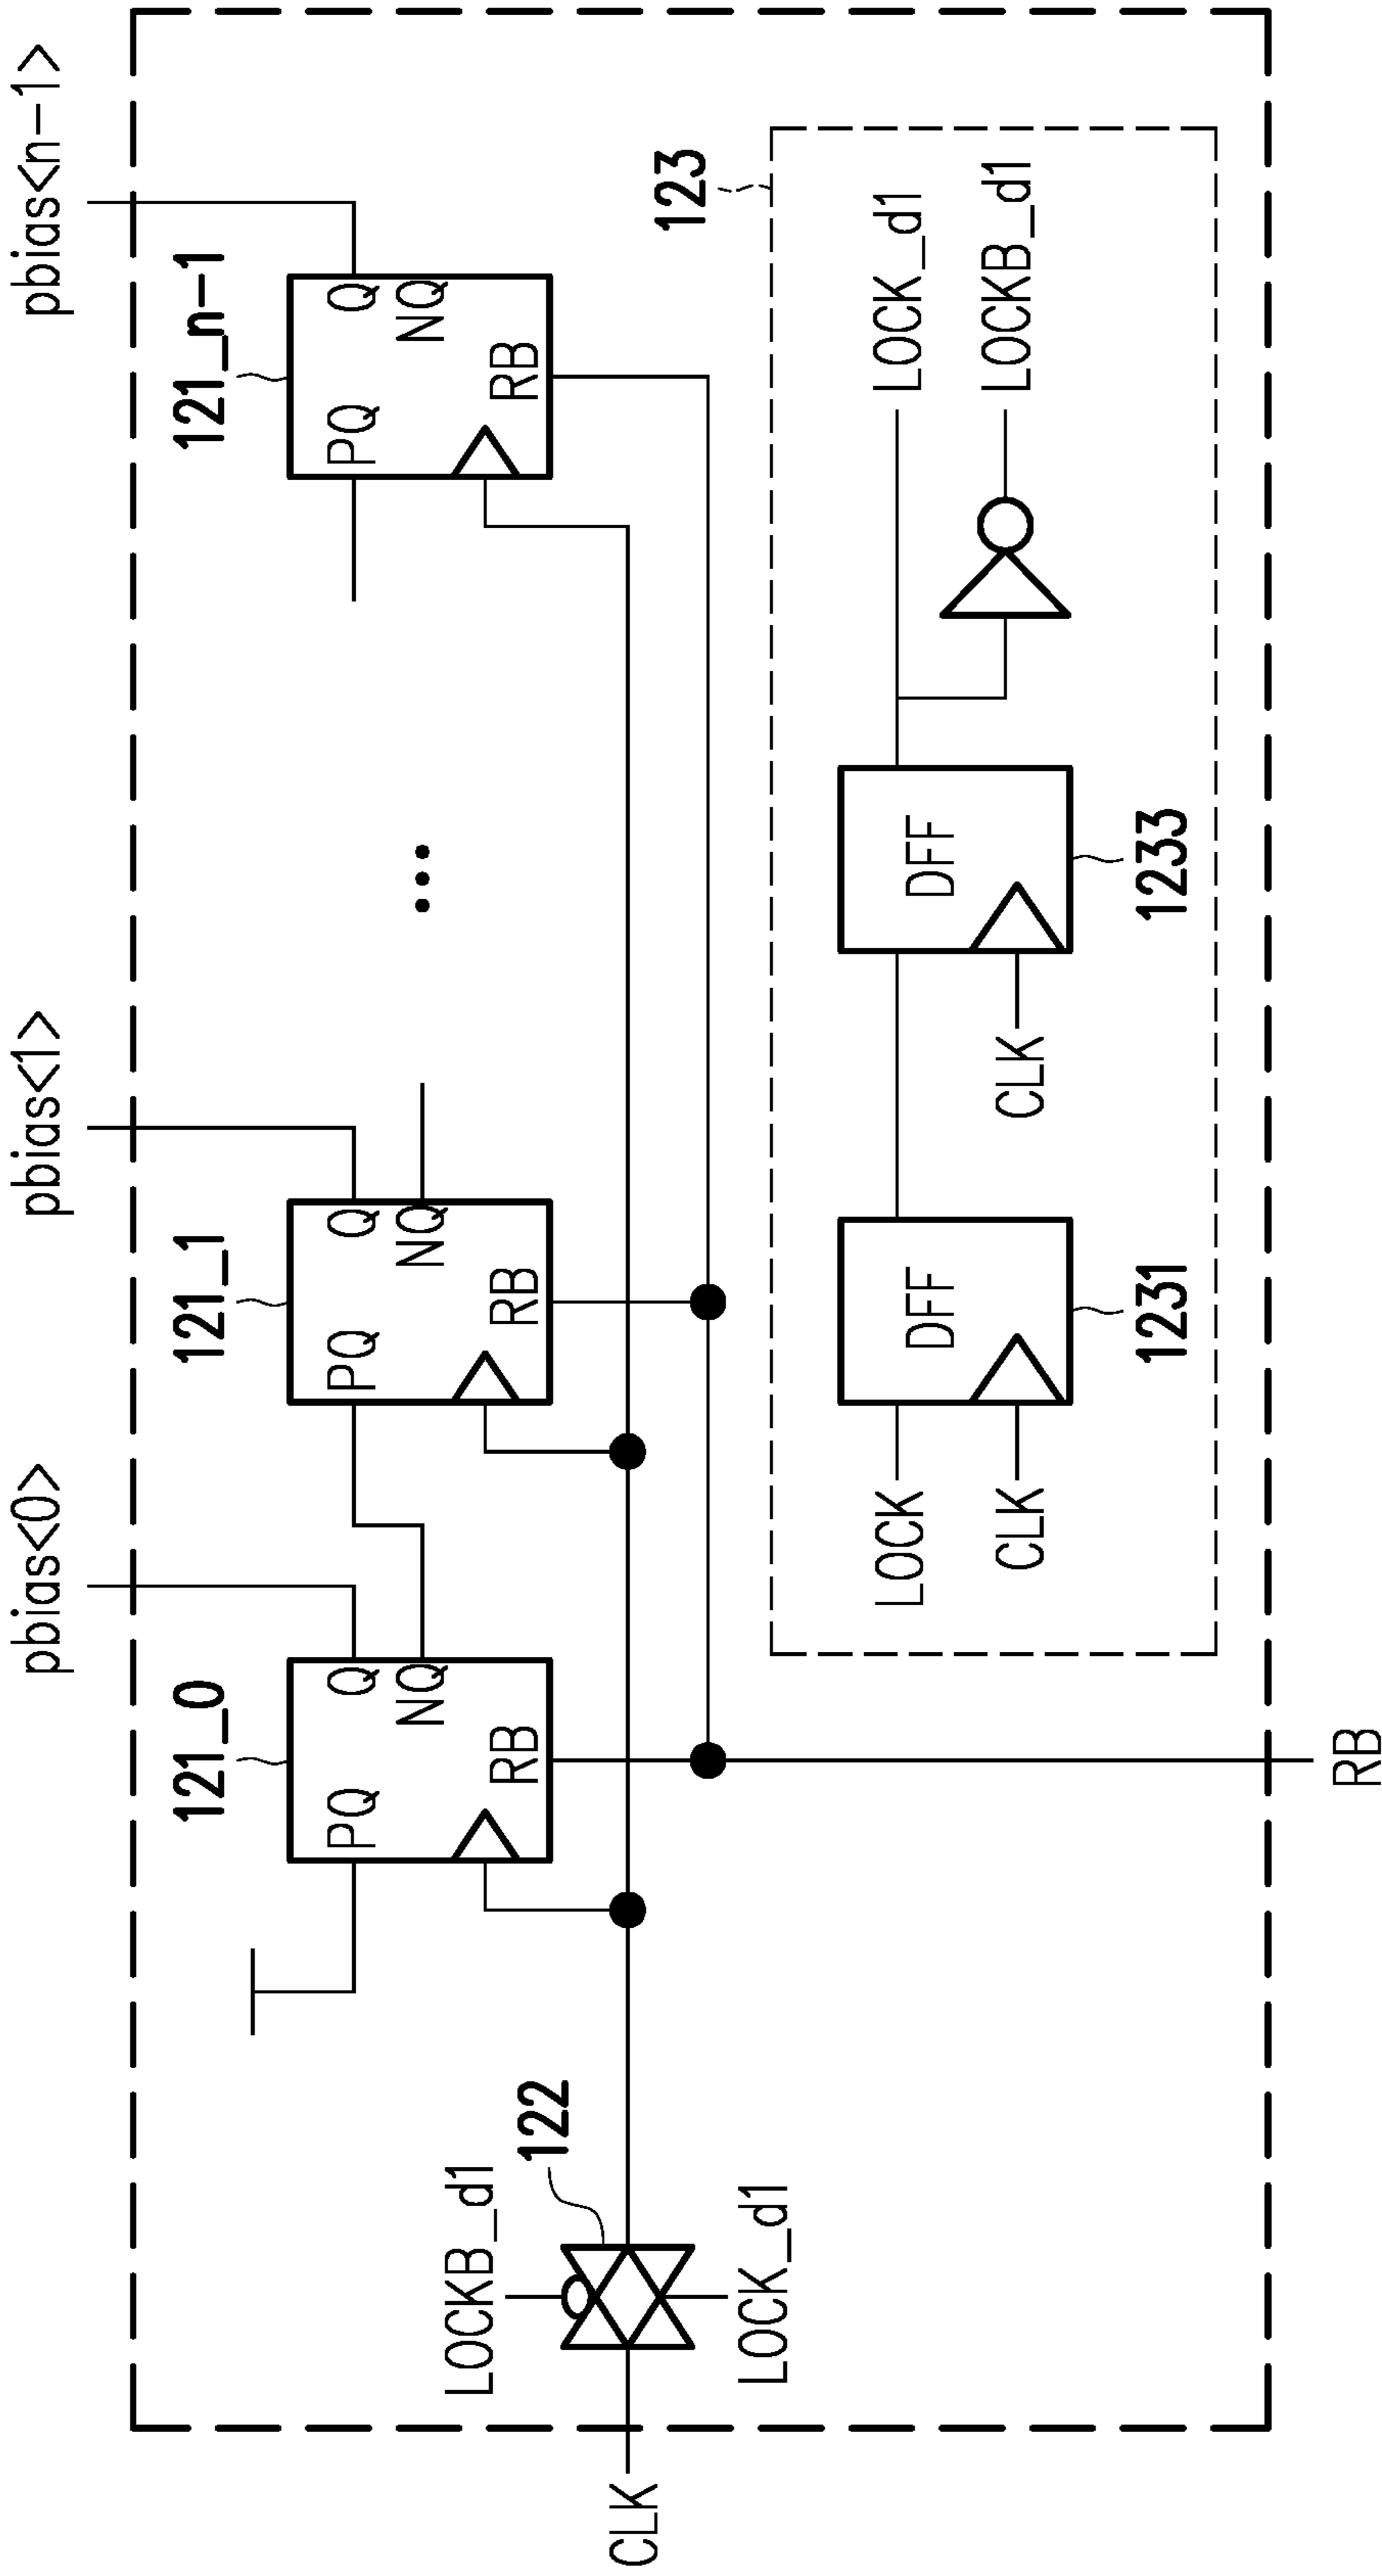 pbias<0>
pbias<1>
pbias<n-1>
121_0
121_1
121_n-1
PQ
Q
NQ
RB
PQ
Q
NQ
RB
PQ
Q
NQ
RB
LOCKB_d1
122
CLK
LOCK_d1
123
LOCK
DFF
DFF
LOCK_d1
CLK
CLK
LOCKB_d1
1231
1233
RB